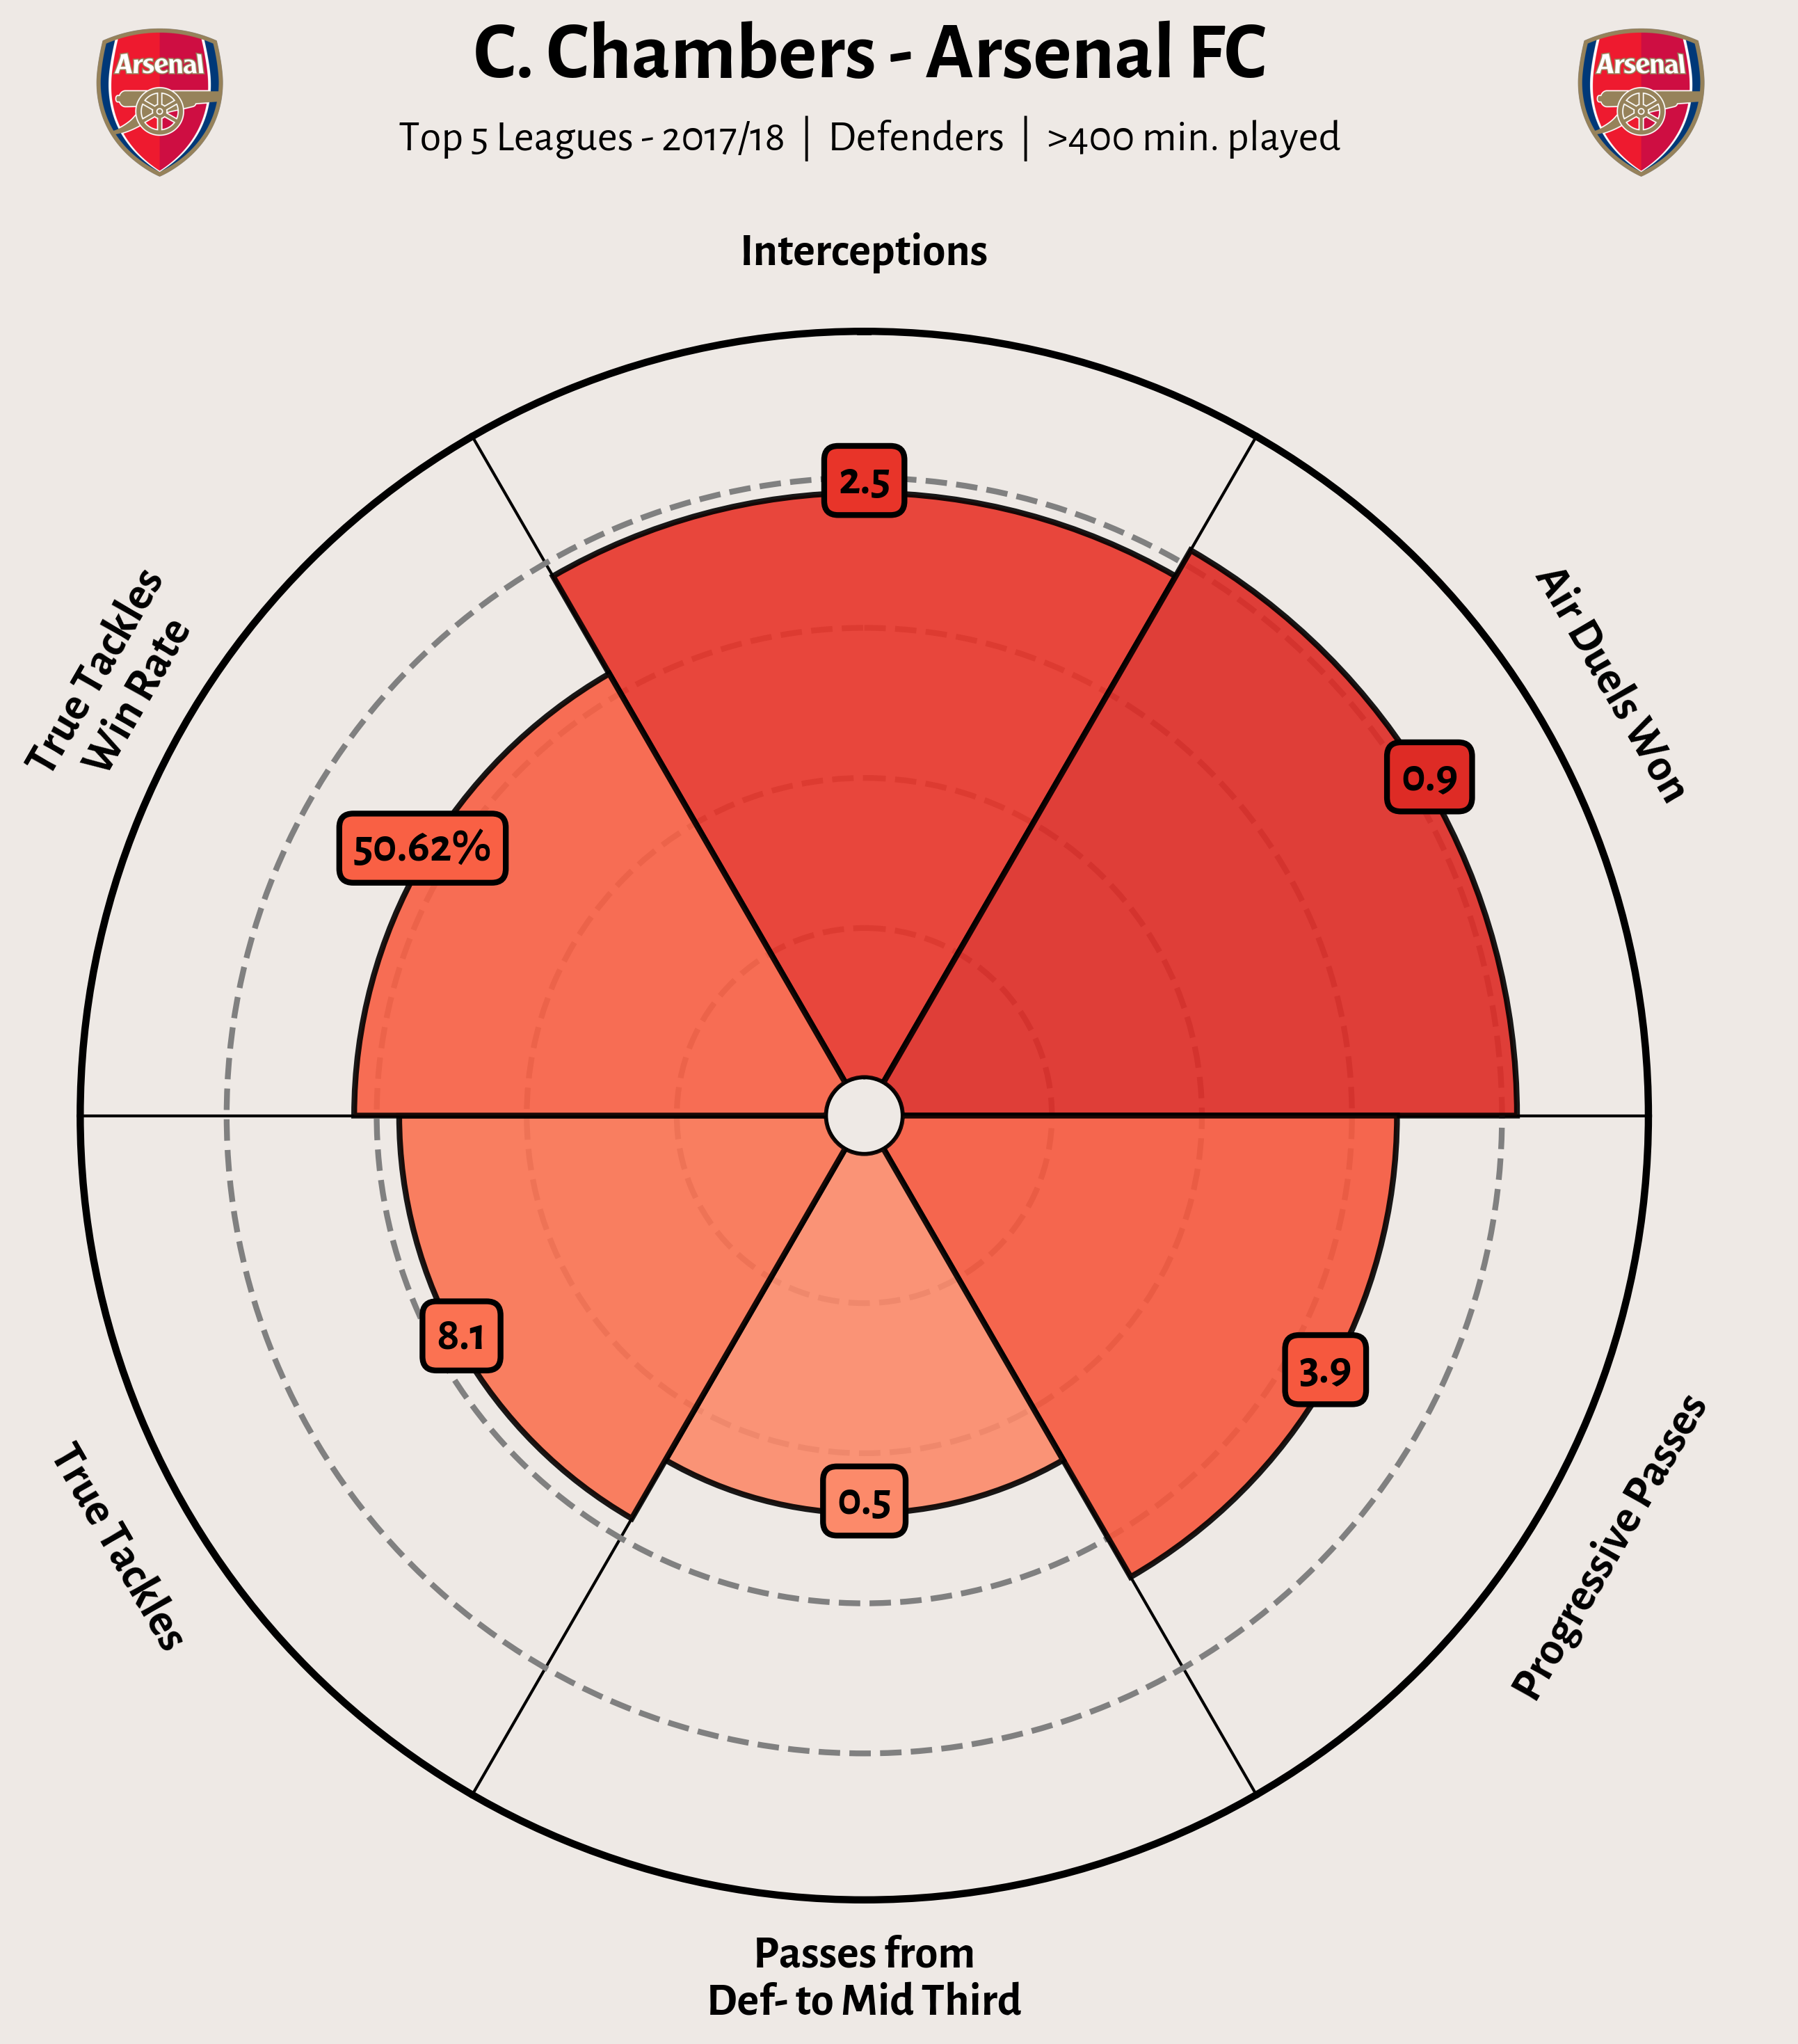 Arsenal
C. Chambers - Arsenal FC
Arsenal
Top 5 Leagues - 2017/18 | Defenders | >400 min. played
Interceptions
2.5
True Tackles
Win Rate
Air Duels Won
0.9
50.62%
8.1
3.9
0.5
True Tackles
Progressive Passes
Passes from
Def- to Mid Third